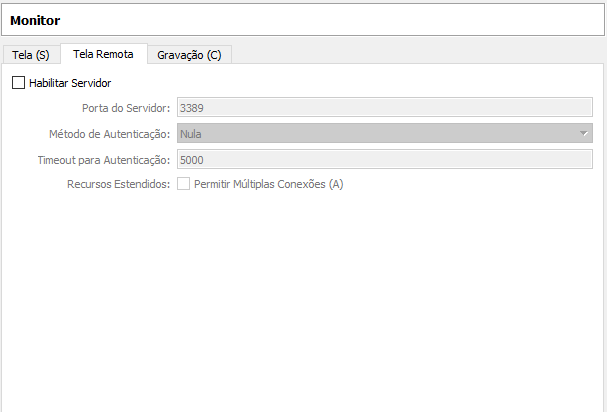 Monitor
Tela (S) Tela Remota Gravação (C)
Habilitar Servidor
Porta do Servidor: 3389
Método de Autenticação: Nula
Timeout para Autenticação: 5000
Recursos Estendidos: Permitir Múltiplas Conexões (A)